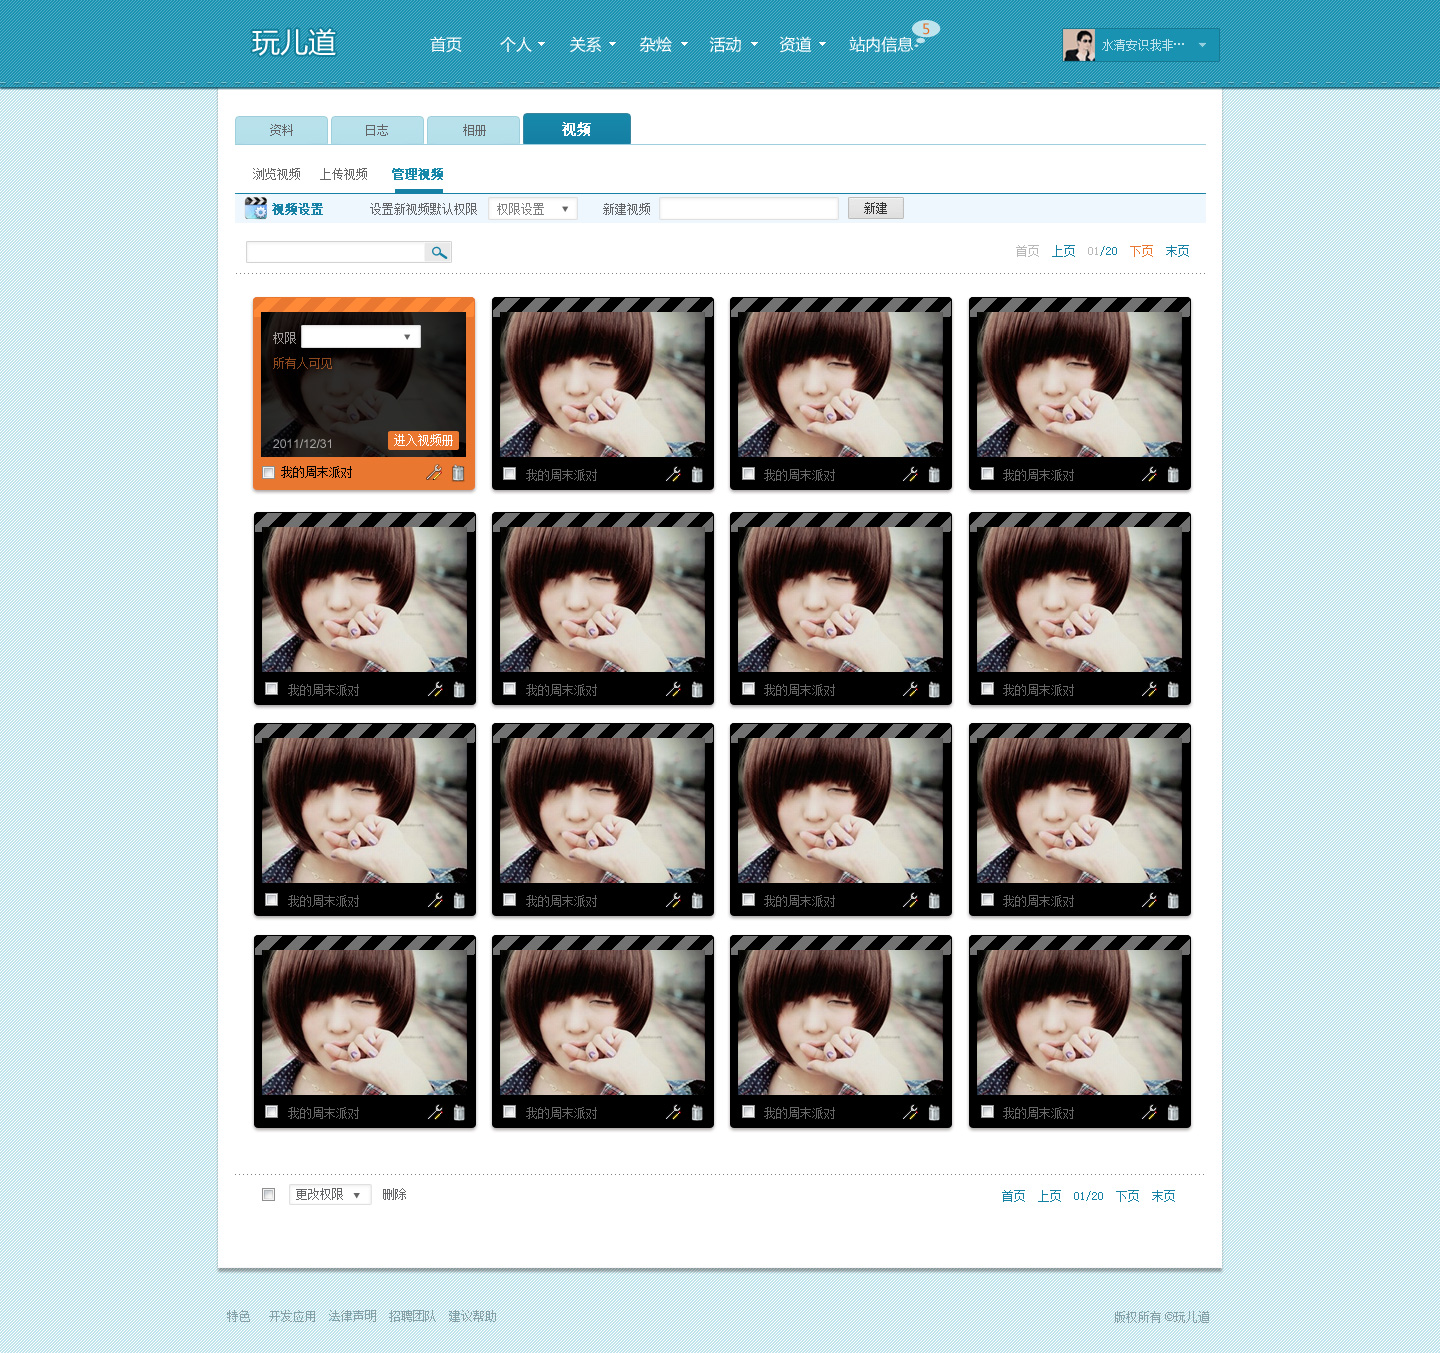 玩儿道 首页 个人 关系 杂烩 活动 资道 站内信息 5 水清安识我非…
资料 日志 相册 视频
浏览视频 上传视频 管理视频
视频设置 设置新视频默认权限 权限设置 新建视频 新建
首页 上页 01/20 下页 末页
权限
所有人可见
2011/12/31 进入视频册
我的周末派对 我的周末派对 我的周末派对 我的周末派对
我的周末派对 我的周末派对 我的周末派对 我的周末派对
我的周末派对 我的周末派对 我的周末派对 我的周末派对
我的周末派对 我的周末派对 我的周末派对 我的周末派对
更改权限 删除 首页 上页 01/20 下页 末页
特色 开发应用 法律声明 招聘团队 建议帮助 版权所有 ©玩儿道